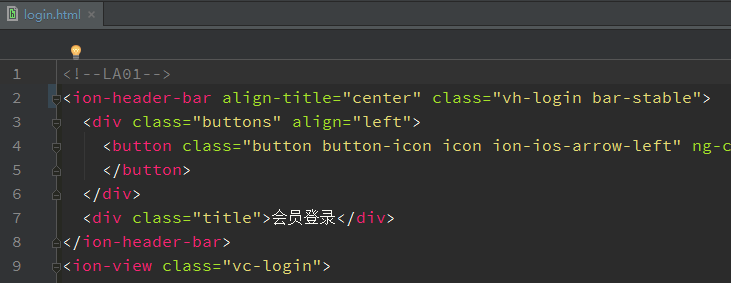 login.html
1 <!--LA01-->
2 <ion-header-bar align-title="center" class="vh-login bar-stable">
3 <div class="buttons" align="left">
4 <button class="button button-icon icon ion-ios-arrow-left" ng-c
5 </button>
6 </div>
7 <div class="title">会员登录</div>
8 </ion-header-bar>
9 <ion-view class="vc-login">